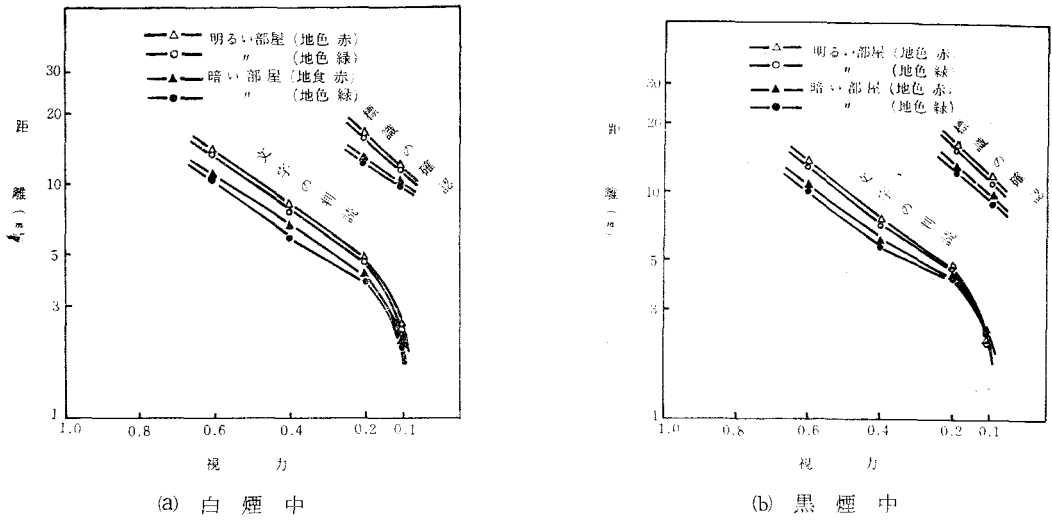 明るい部屋 (地色 赤)
〃 (地色 緑)
暗い部屋 (地食 赤)
〃 (地色 緑)
標識の確認
文字の判読
距離 (m)
30
20
10
5
3
1
1.0 0.8 0.6 0.4 0.2 0.1
視力
(a) 白煙中
明るい部屋 (地色 赤)
〃 (地色 緑)
暗い部屋 (地色 赤)
〃 (地色 緑)
標識の確認
文字の判読
距離 (m)
30
20
10
5
3
1
1.0 0.8 0.6 0.4 0.2 0.1
視力
(b) 黒煙中